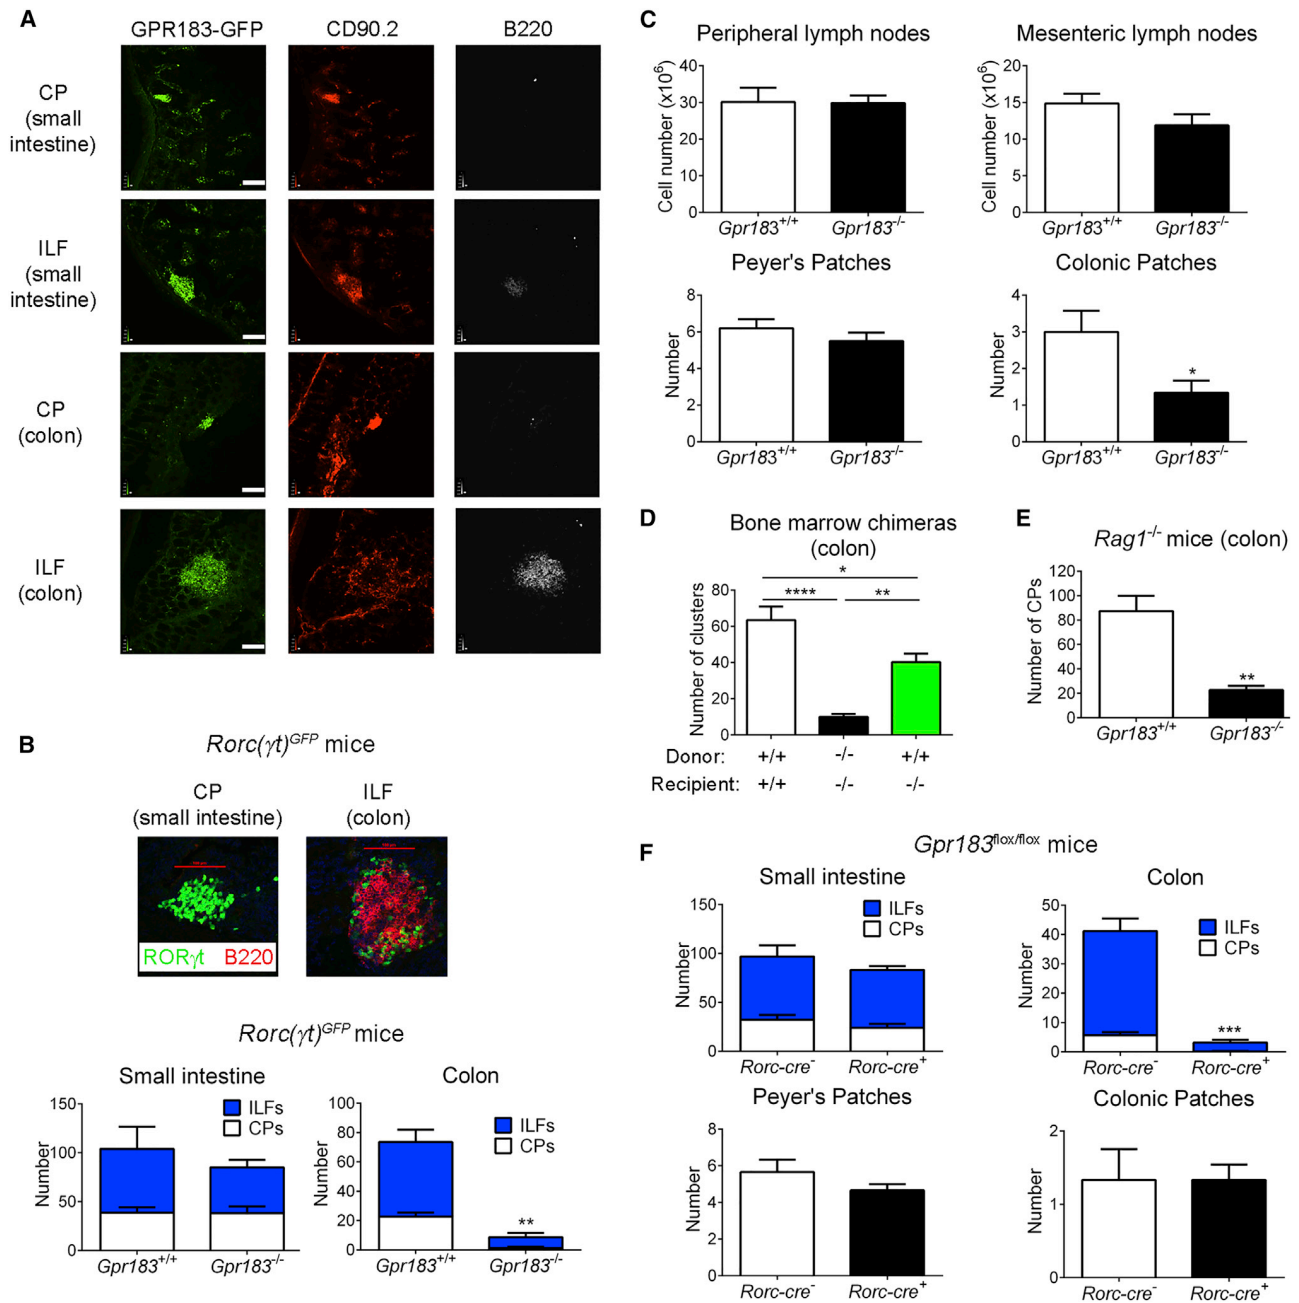 A
GPR183-GFP CD90.2 B220
CP
(small
intestine)
ILF
(small
intestine)
CP
(colon)
ILF
(colon)
B
Rorc(γt)^GFP mice
CP
(small intestine)
ILF
(colon)
RORγt B220
Rorc(γt)^GFP mice
Small intestine
Number
150
100
50
0
ILFs
CPs
Gpr183+/+ Gpr183-/-
Colon
Number
100
80
60
40
20
0
ILFs
CPs
**
Gpr183+/+ Gpr183-/-
C
Peripheral lymph nodes
Cell number (x10^6)
40
30
20
10
0
Gpr183+/+ Gpr183-/-
Mesenteric lymph nodes
Cell number (x10^6)
20
15
10
5
0
Gpr183+/+ Gpr183-/-
Peyer's Patches
Number
8
6
4
2
0
Gpr183+/+ Gpr183-/-
Colonic Patches
Number
4
3
2
1
0
*
Gpr183+/+ Gpr183-/-
D
Bone marrow chimeras
(colon)
Number of clusters
80
60
40
20
0
*
**** **
Donor: +/+ -/- +/+
Recipient: +/+ -/- -/-
E
Rag1-/- mice (colon)
Number of CPs
120
100
80
60
40
20
0
**
Gpr183+/+ Gpr183-/-
F
Gpr183flox/flox mice
Small intestine
Number
150
100
50
0
ILFs
CPs
Rorc-cre- Rorc-cre+
Colon
Number
50
40
30
20
10
0
ILFs
CPs
***
Rorc-cre- Rorc-cre+
Peyer's Patches
Number
8
6
4
2
0
Rorc-cre- Rorc-cre+
Colonic Patches
Number
2
1
0
Rorc-cre- Rorc-cre+